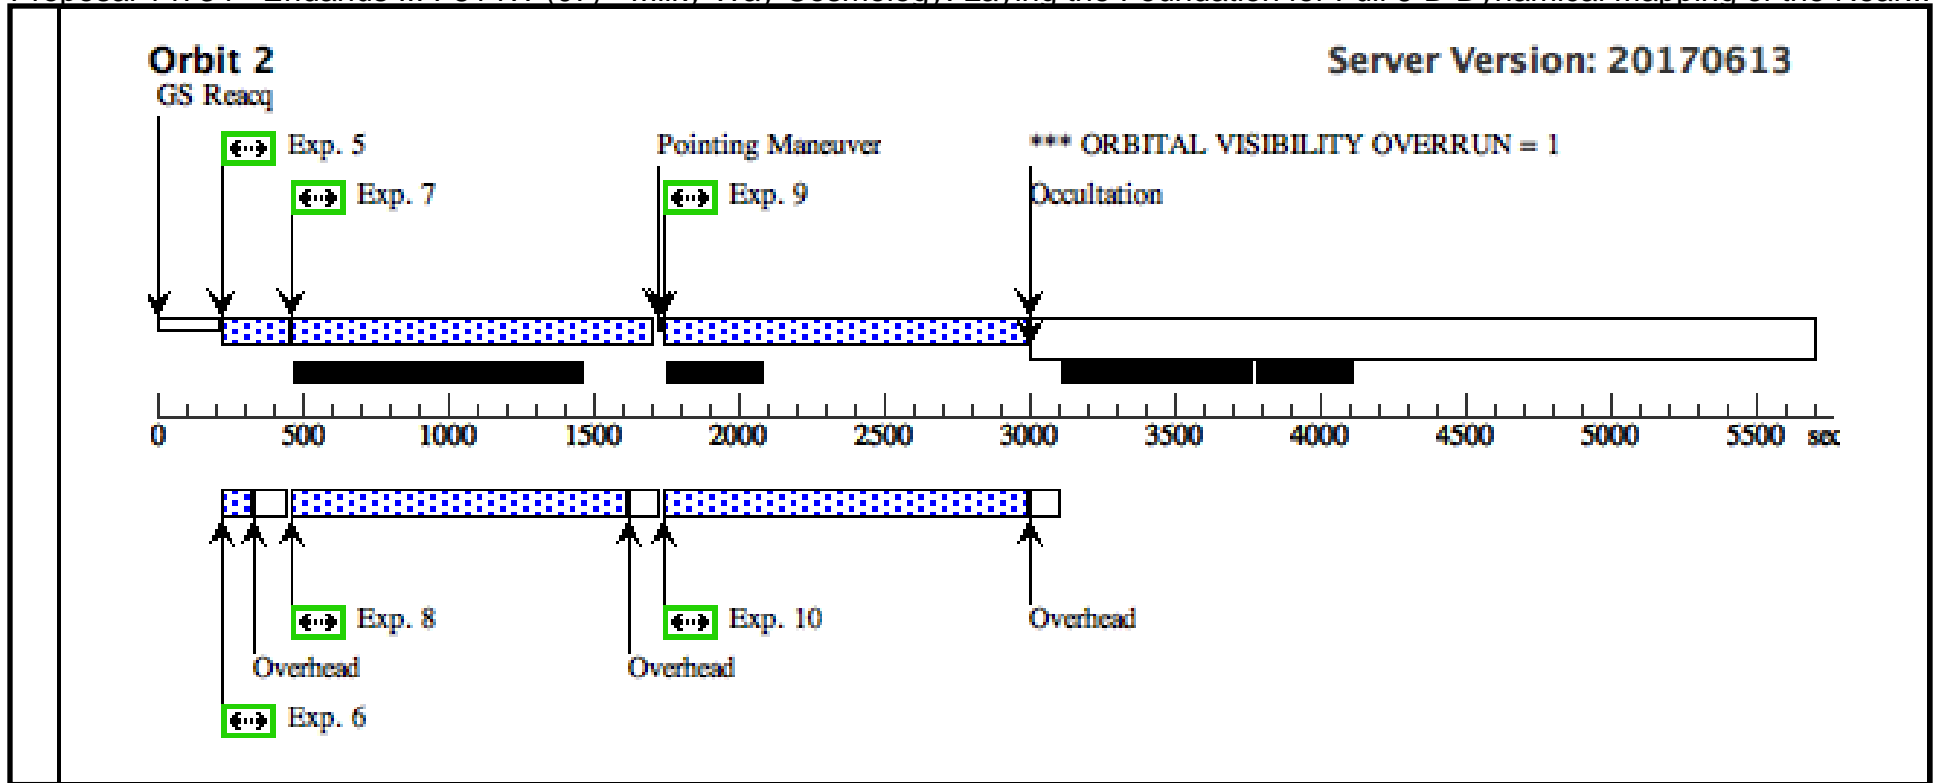 Orbit 2
Server Version: 20170613
GS Reacq
Exp. 5
Pointing Maneuver
*** ORBITAL VISIBILITY OVERRUN = 1
Exp. 7
Exp. 9
Occultation
0 500 1000 1500 2000 2500 3000 3500 4000 4500 5000 5500 sec
Exp. 8
Exp. 10
Overhead
Overhead
Overhead
Exp. 6